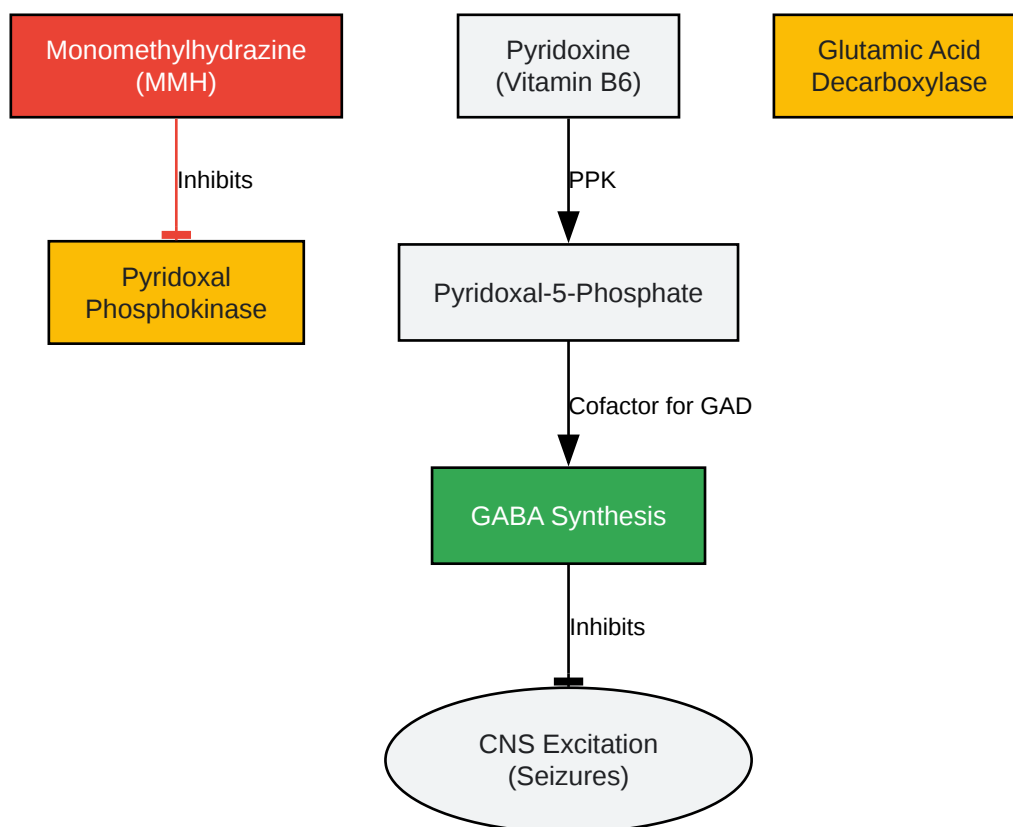 Monomethylhydrazine
(MMH)
Pyridoxine
(Vitamin B6)
Glutamic Acid
Decarboxylase
Inhibits
PPK
Pyridoxal
Phosphokinase
Pyridoxal-5-Phosphate
Cofactor for GAD
GABA Synthesis
Inhibits
CNS Excitation
(Seizures)